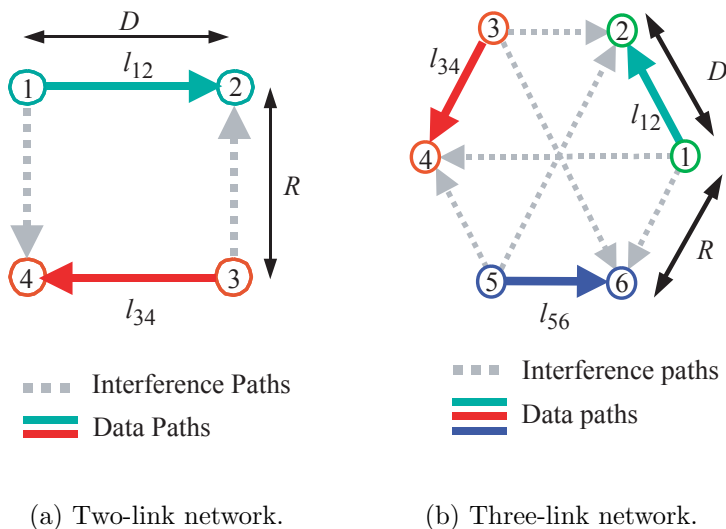 D
l12
1
2
R
4
3
l34
Interference Paths
Data Paths
(a) Two-link network.
3
2
D
l34
l12
4
1
R
5
6
l56
Interference paths
Data paths
(b) Three-link network.